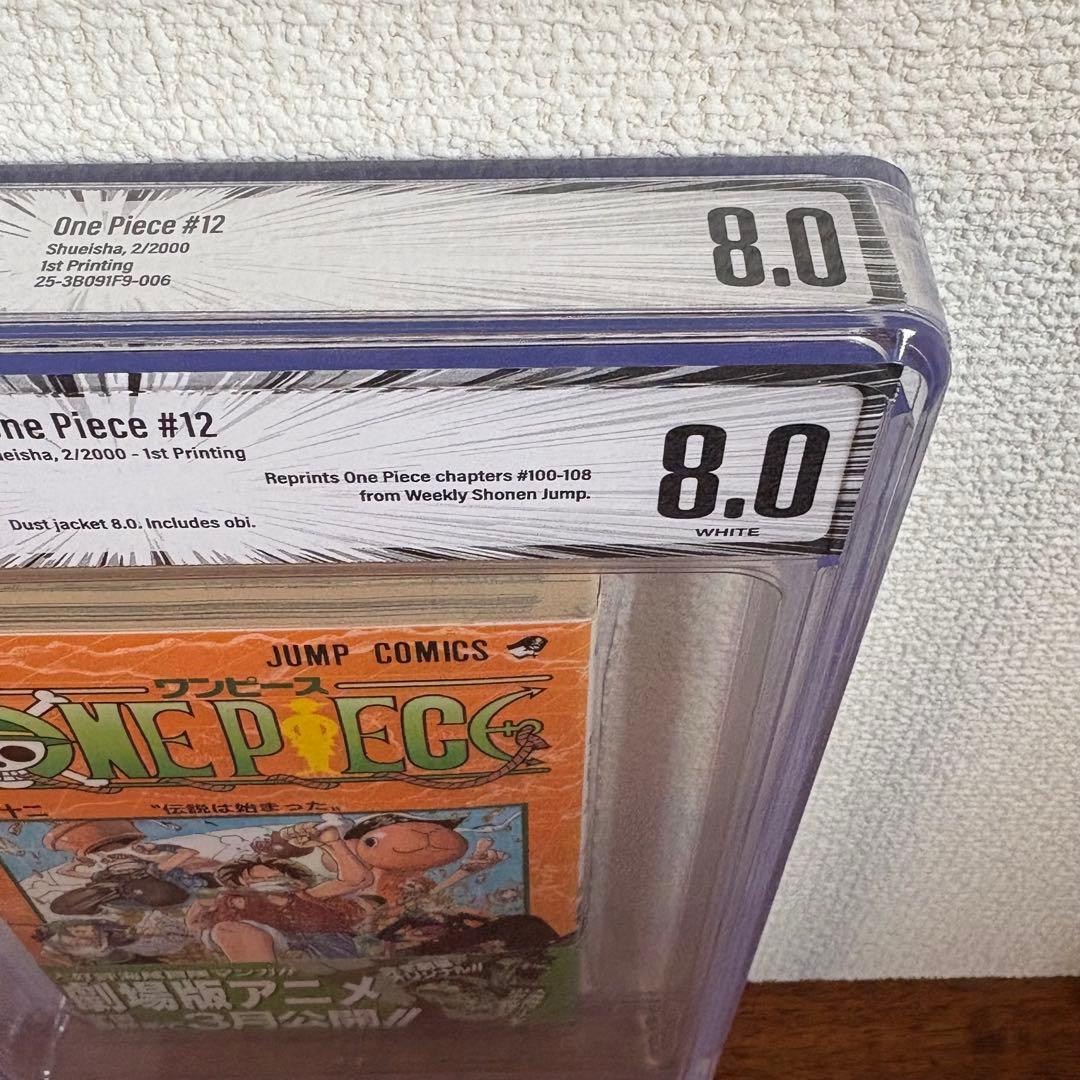 One Piece #12
Shueisha, 2/2000
1st Printing
25-3B091F9-006
8.0
ne Piece #12
ueisha, 2/2000 - 1st Printing
Reprints One Piece chapters #100-108
from Weekly Shonen Jump.
Dust jacket 8.0. Includes obi.
8.0
WHITE
JUMP COMICS
ワンピース
ONE PIECE
十二
"伝説は始まった"
劇場版アニメ
3月公開!!